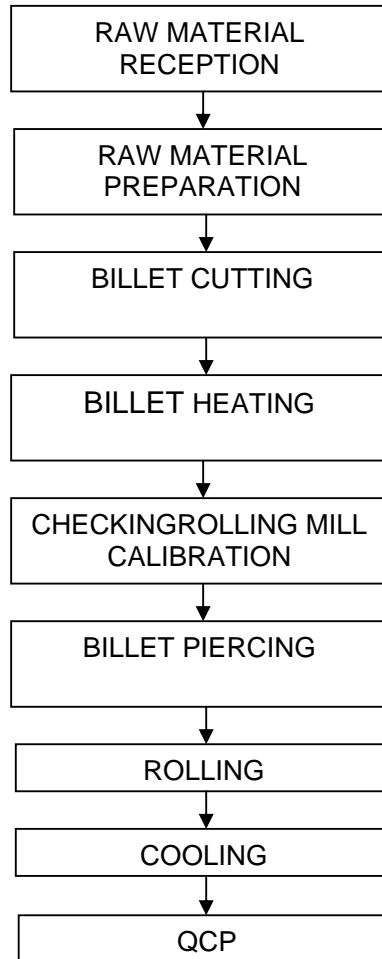 RAW MATERIAL
RECEPTION
RAW MATERIAL
PREPARATION
BILLET CUTTING
BILLET HEATING
CHECKINGROLLING MILL
CALIBRATION
BILLET PIERCING
ROLLING
COOLING
QCP